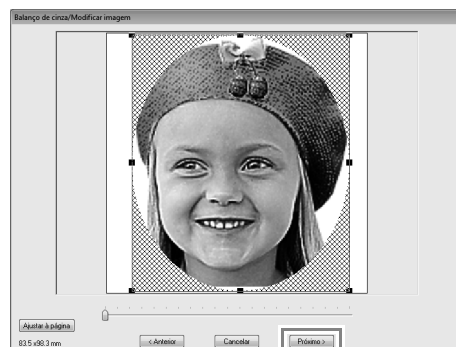 Balanço de cinza/Modificar imagem
Ajustar à página
83.5 x98.3 mm
< Anterior
Cancelar
Próximo >